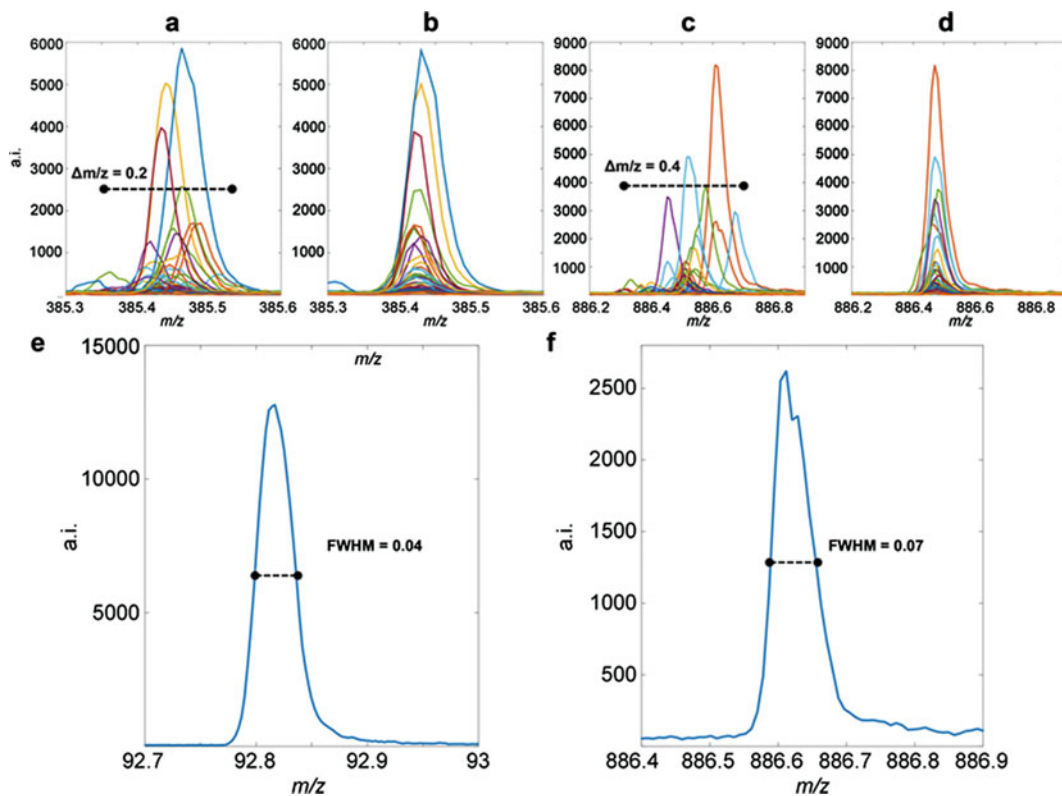 a b c d
6000 6000 9000 9000
8000 8000
5000 5000
7000 7000
4000 4000 6000 6000
a.i.
3000 Δm/z = 0.2 3000 5000 Δm/z = 0.4 5000
4000 4000
2000 2000
3000 3000
2000 2000
1000 1000
1000 1000
385.3 385.4 385.5 385.6 385.3 385.4 385.5 385.6 886.2 886.4 886.6 886.8 886.2 886.4 886.6 886.8
m/z m/z m/z m/z
e
m/z
15000
10000
a.i.
FWHM = 0.04
5000
92.7 92.8 92.9 93
m/z
f
2500
2000
a.i.
1500
FWHM = 0.07
1000
500
886.4 886.5 886.6 886.7 886.8 886.9
m/z